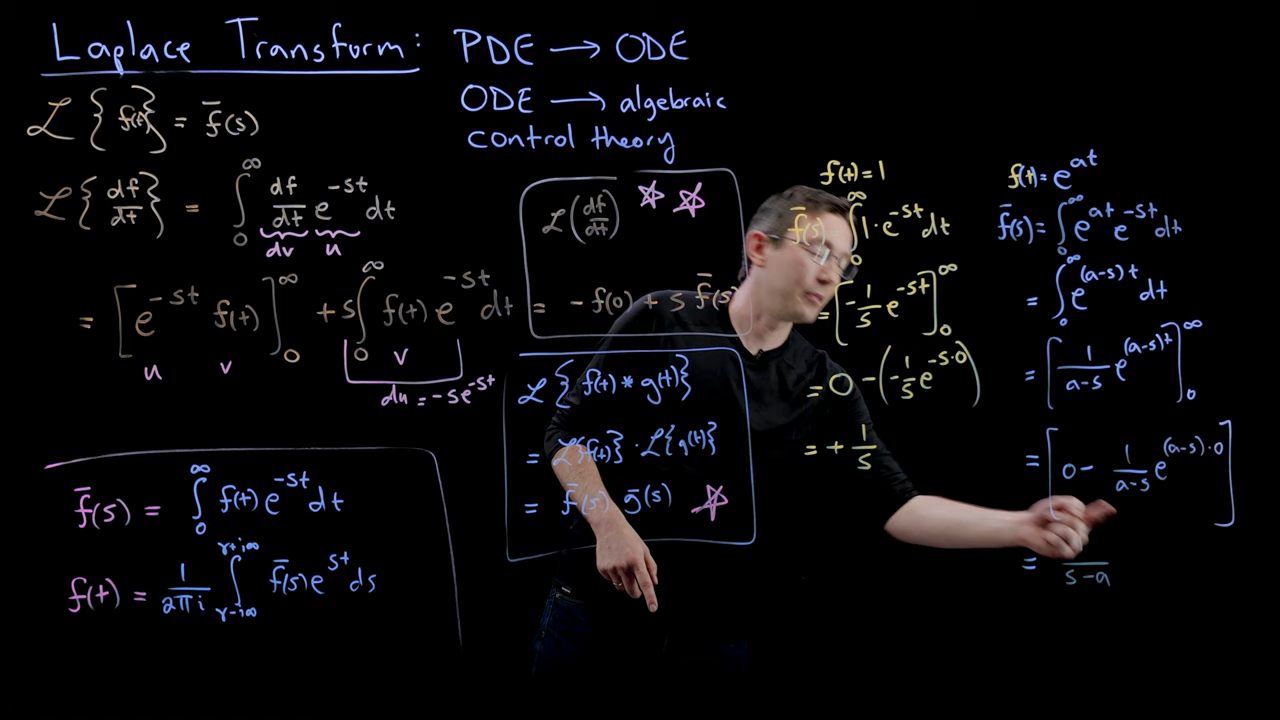 Laplace Transform: PDE → ODE
ODE → algebraic
control theory
ℒ{f(t)} = f̄(s)
ℒ{df/dt} = ∫₀^∞ df/dt e^{-st} dt
dv u
= [e^{-st} f(t)]₀^∞ + s∫₀^∞ f(t) e^{-st} dt = - f(0) + s f̄(s)
u v v
du = -se^{-st}
ℒ(df/dt) ☆ ☆
f̄(s) = ∫₀^∞ f(t) e^{-st} dt
f(t) = 1/2πi ∫_{γ-i∞}^{γ+i∞} f̄(s) e^{st} ds
ℒ{f(t) * g(t)}
= ℒ{f(t)} · ℒ{g(t)}
= f̄(s) ḡ(s) ☆
f(t) = 1
f̄(s) ∫₀^∞ 1·e^{-st} dt
= [-1/s e^{-st}]₀^∞
= 0 - (-1/s e^{-s·0})
= + 1/s
f(t) = e^{at}
f̄(s) = ∫₀^∞ e^{at} e^{-st} dt
= ∫₀^∞ e^{(a-s)t} dt
= [1/a-s e^{(a-s)t}]₀^∞
= [0 - 1/a-s e^{(a-s)·0}]
= /s-a